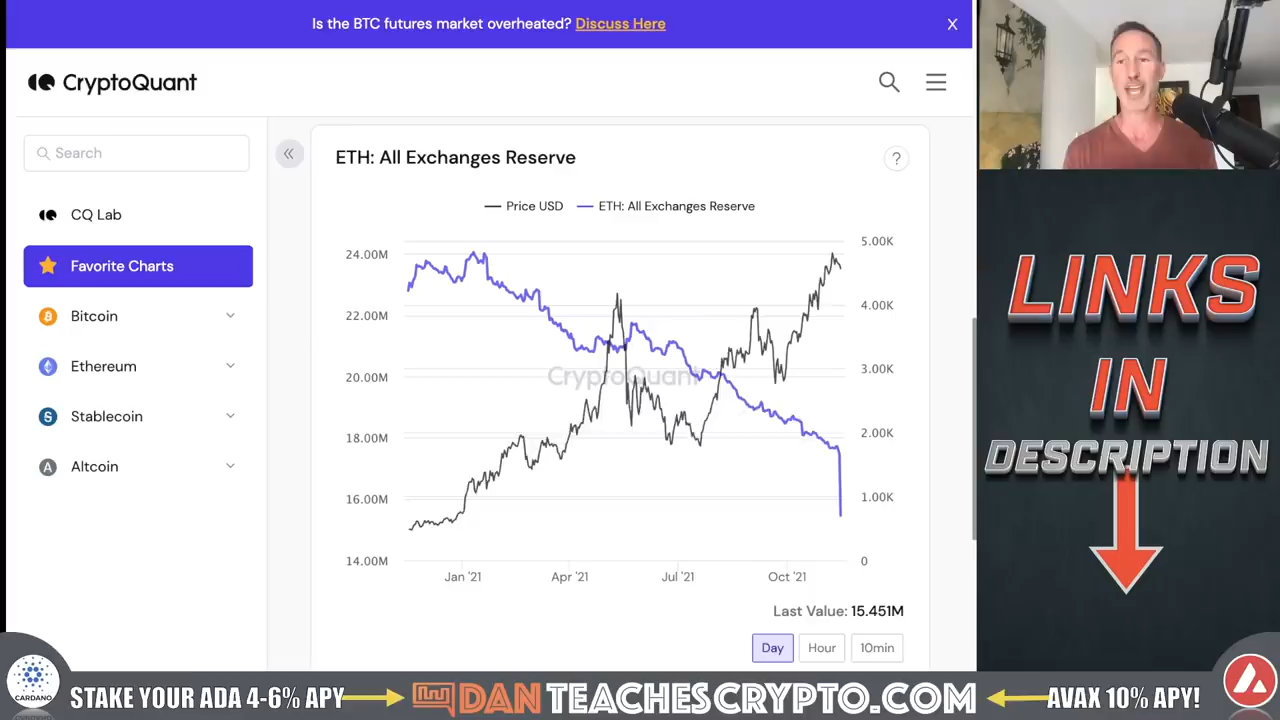 Is the BTC futures market overheated? Discuss Here X
CryptoQuant
Search
CQ Lab
Favorite Charts
Bitcoin
Ethereum
Stablecoin
Altcoin
ETH: All Exchanges Reserve
?
Price USD ETH: All Exchanges Reserve
24.00M
22.00M
20.00M
18.00M
16.00M
14.00M
CryptoQuant
5.00K
4.00K
3.00K
2.00K
1.00K
0
Jan '21 Apr '21 Jul '21 Oct '21
Last Value: 15.451M
Day Hour 10min
LINKS
IN
DESCRIPTION
CARDANO
STAKE YOUR ADA 4-6% APY
DANTEACHESCRYPTO.COM
AVAX 10% APY!